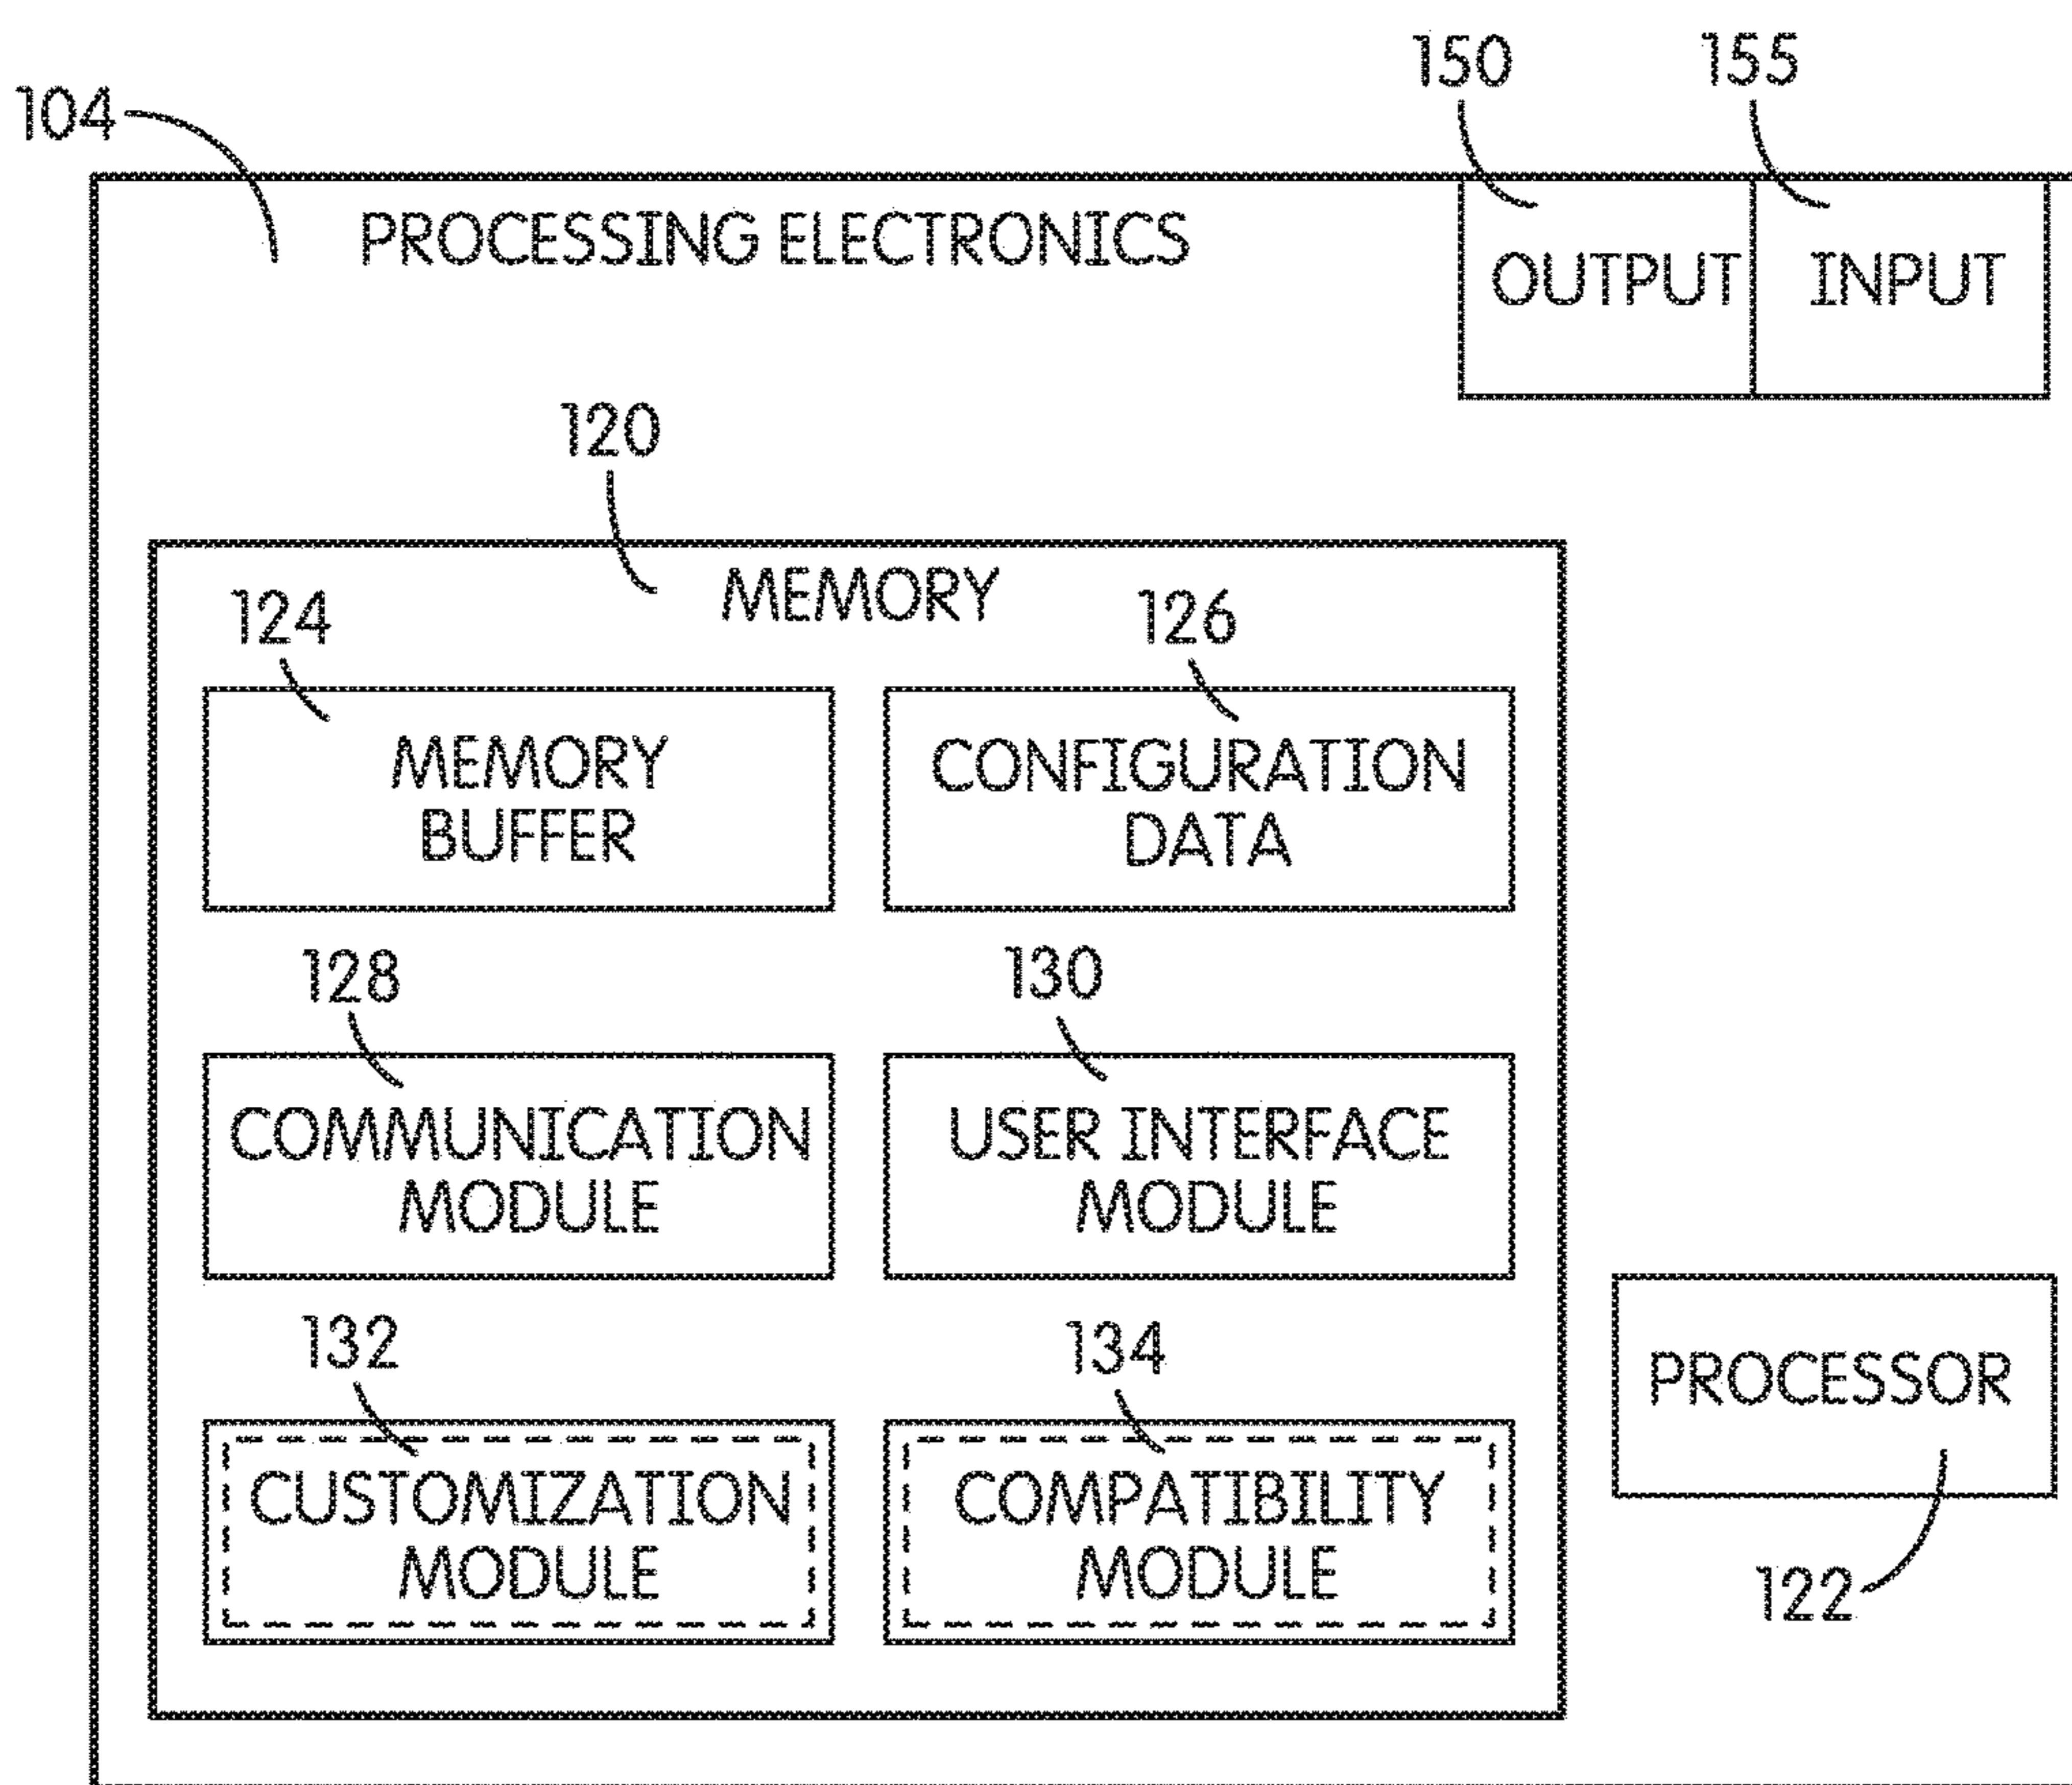 150
155
104
PROCESSING ELECTRONICS
OUTPUT
INPUT
120
MEMORY
124
126
MEMORY
BUFFER
CONFIGURATION
DATA
128
130
COMMUNICATION
MODULE
USER INTERFACE
MODULE
132
134
CUSTOMIZATION
MODULE
COMPATIBILITY
MODULE
PROCESSOR
122